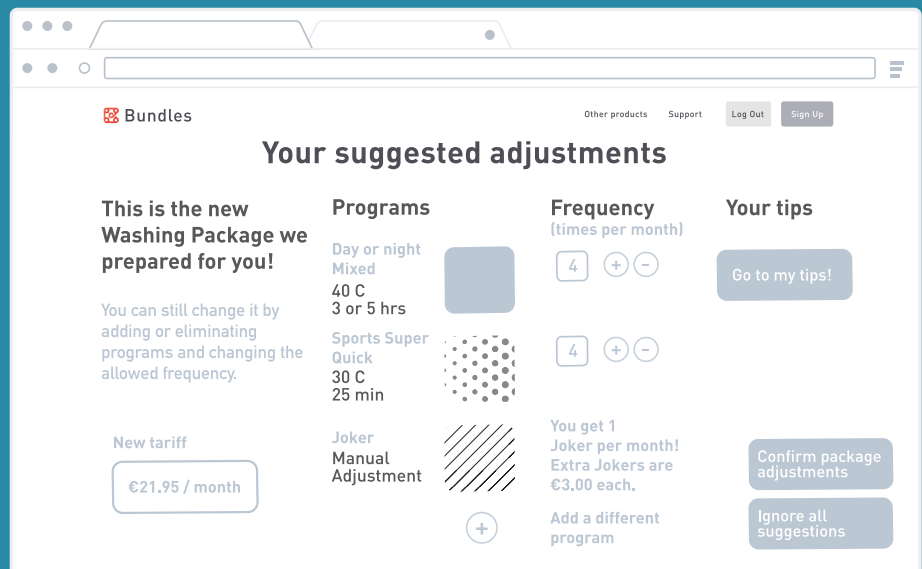 Bundles
Other products
Support
Log Out
Sign Up
Your suggested adjustments
This is the new
Washing Package we
prepared for you!
You can still change it by
adding or eliminating
programs and changing the
allowed frequency.
New tariff
€21.95 / month
Programs
Day or night
Mixed
40 C
3 or 5 hrs
Sports Super
Quick
30 C
25 min
Joker
Manual
Adjustment
+
Frequency
(times per month)
4 + -
4 + -
You get 1
Joker per month!
Extra Jokers are
€3.00 each.
Add a different
program
Your tips
Go to my tips!
Confirm package
adjustments
Ignore all
suggestions